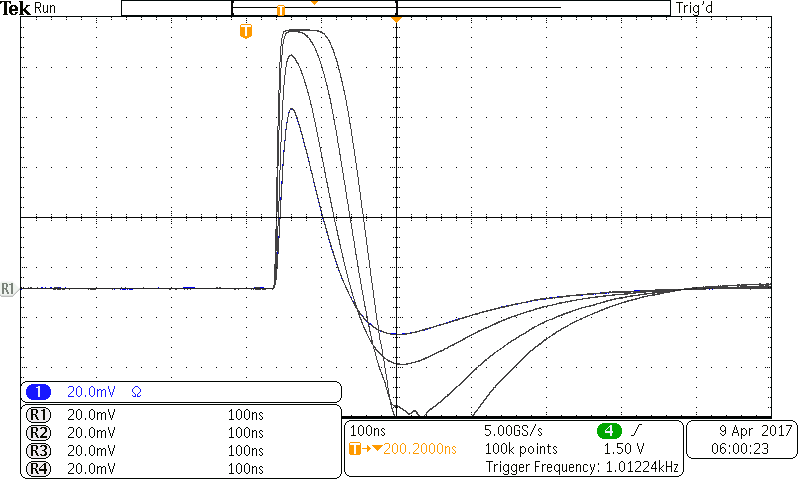 Tek Run Trig'd
T
T
R1
1 20.0mV Ω
R1 20.0mV 100ns
R2 20.0mV 100ns
R3 20.0mV 100ns
R4 20.0mV 100ns
100ns 5.00GS/s 4 1.50 V
T→▼200.2000ns 100k points
Trigger Frequency: 1.01224kHz
9 Apr 2017
06:00:23